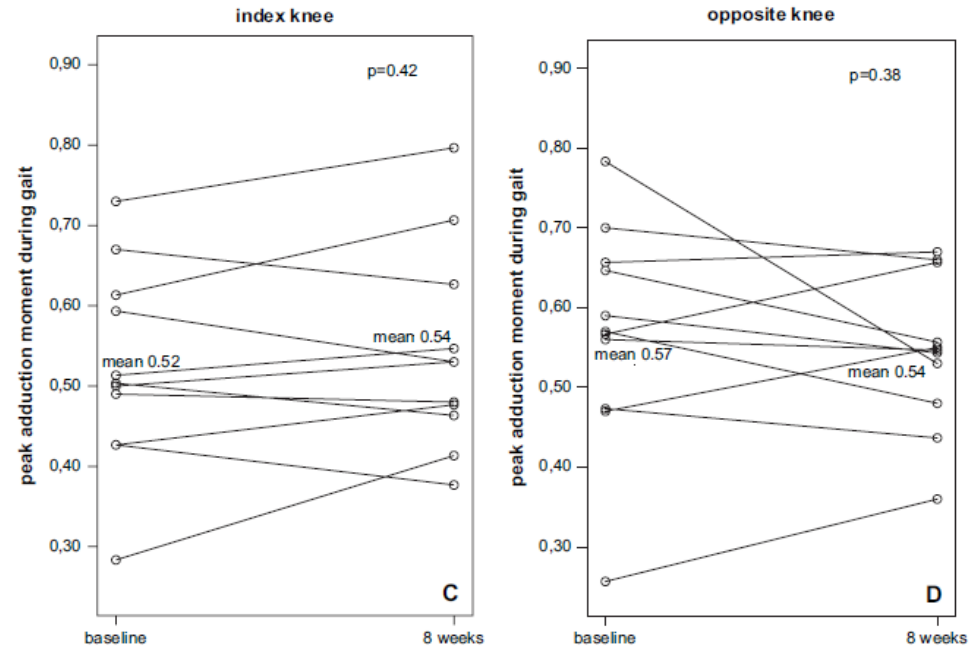 index knee
peak adduction moment during gait
0,90
0,80
0,70
0,60
0,50
0,40
0,30
p=0.42
mean 0.52
mean 0.54
C
baseline
8 weeks
opposite knee
peak adduction moment during gait
0,90
0,80
0,70
0,60
0,50
0,40
0,30
p=0.38
mean 0.57
mean 0.54
D
baseline
8 weeks